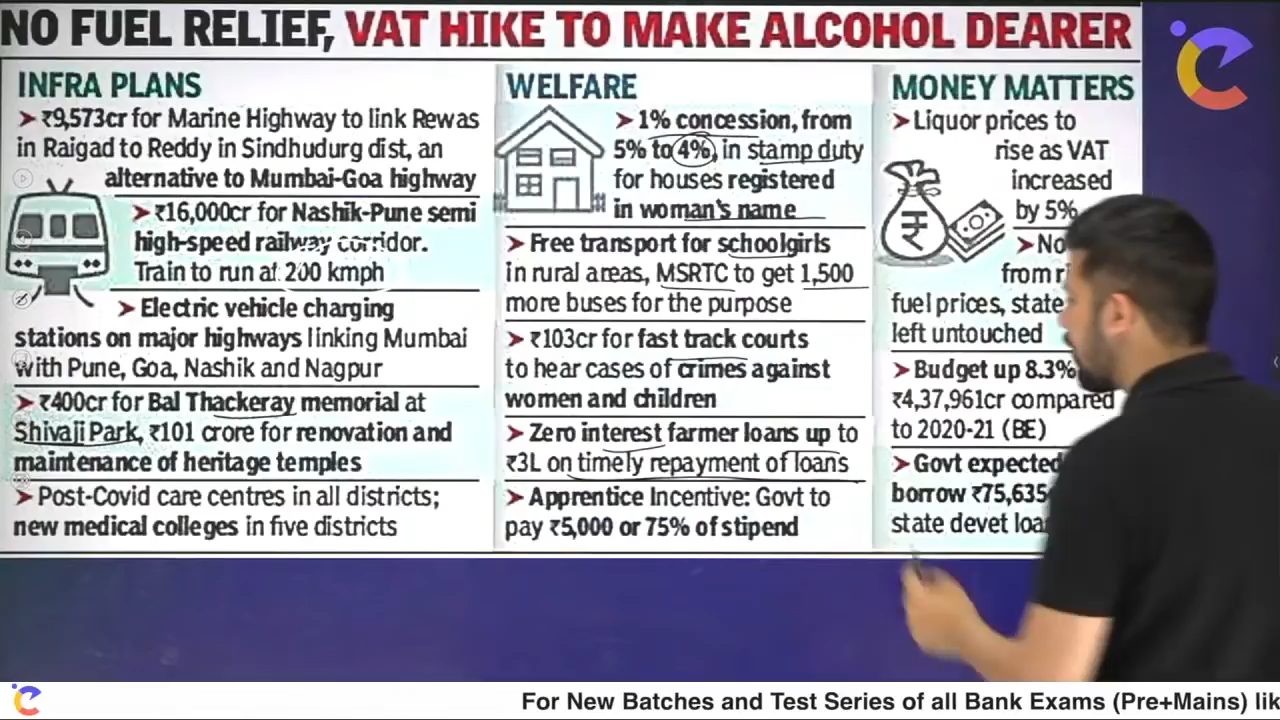 NO FUEL RELIEF, VAT HIKE TO MAKE ALCOHOL DEARER
INFRA PLANS
➤ ₹9,573cr for Marine Highway to link Rewas
in Raigad to Reddy in Sindhudurg dist, an
alternative to Mumbai-Goa highway
➤ ₹16,000cr for Nashik-Pune semi
high-speed railway corridor.
Train to run at 200 kmph
➤ Electric vehicle charging
stations on major highways linking Mumbai
with Pune, Goa, Nashik and Nagpur
➤ ₹400cr for Bal Thackeray memorial at
Shivaji Park, ₹101 crore for renovation and
maintenance of heritage temples
➤ Post-Covid care centres in all districts;
new medical colleges in five districts
WELFARE
➤ 1% concession, from
5% to 4%, in stamp duty
for houses registered
in woman's name
➤ Free transport for schoolgirls
in rural areas, MSRTC to get 1,500
more buses for the purpose
➤ ₹103cr for fast track courts
to hear cases of crimes against
women and children
➤ Zero interest farmer loans up to
₹3L on timely repayment of loans
➤ Apprentice Incentive: Govt to
pay ₹5,000 or 75% of stipend
MONEY MATTERS
➤ Liquor prices to
rise as VAT
increased
by 5%
➤ No
from
fuel prices, state
left untouched
➤ Budget up 8.3%
₹4,37,961cr compared
to 2020-21 (BE)
➤ Govt expected
borrow ₹75,635
state devet
For New Batches and Test Series of all Bank Exams (Pre+Mains) lik